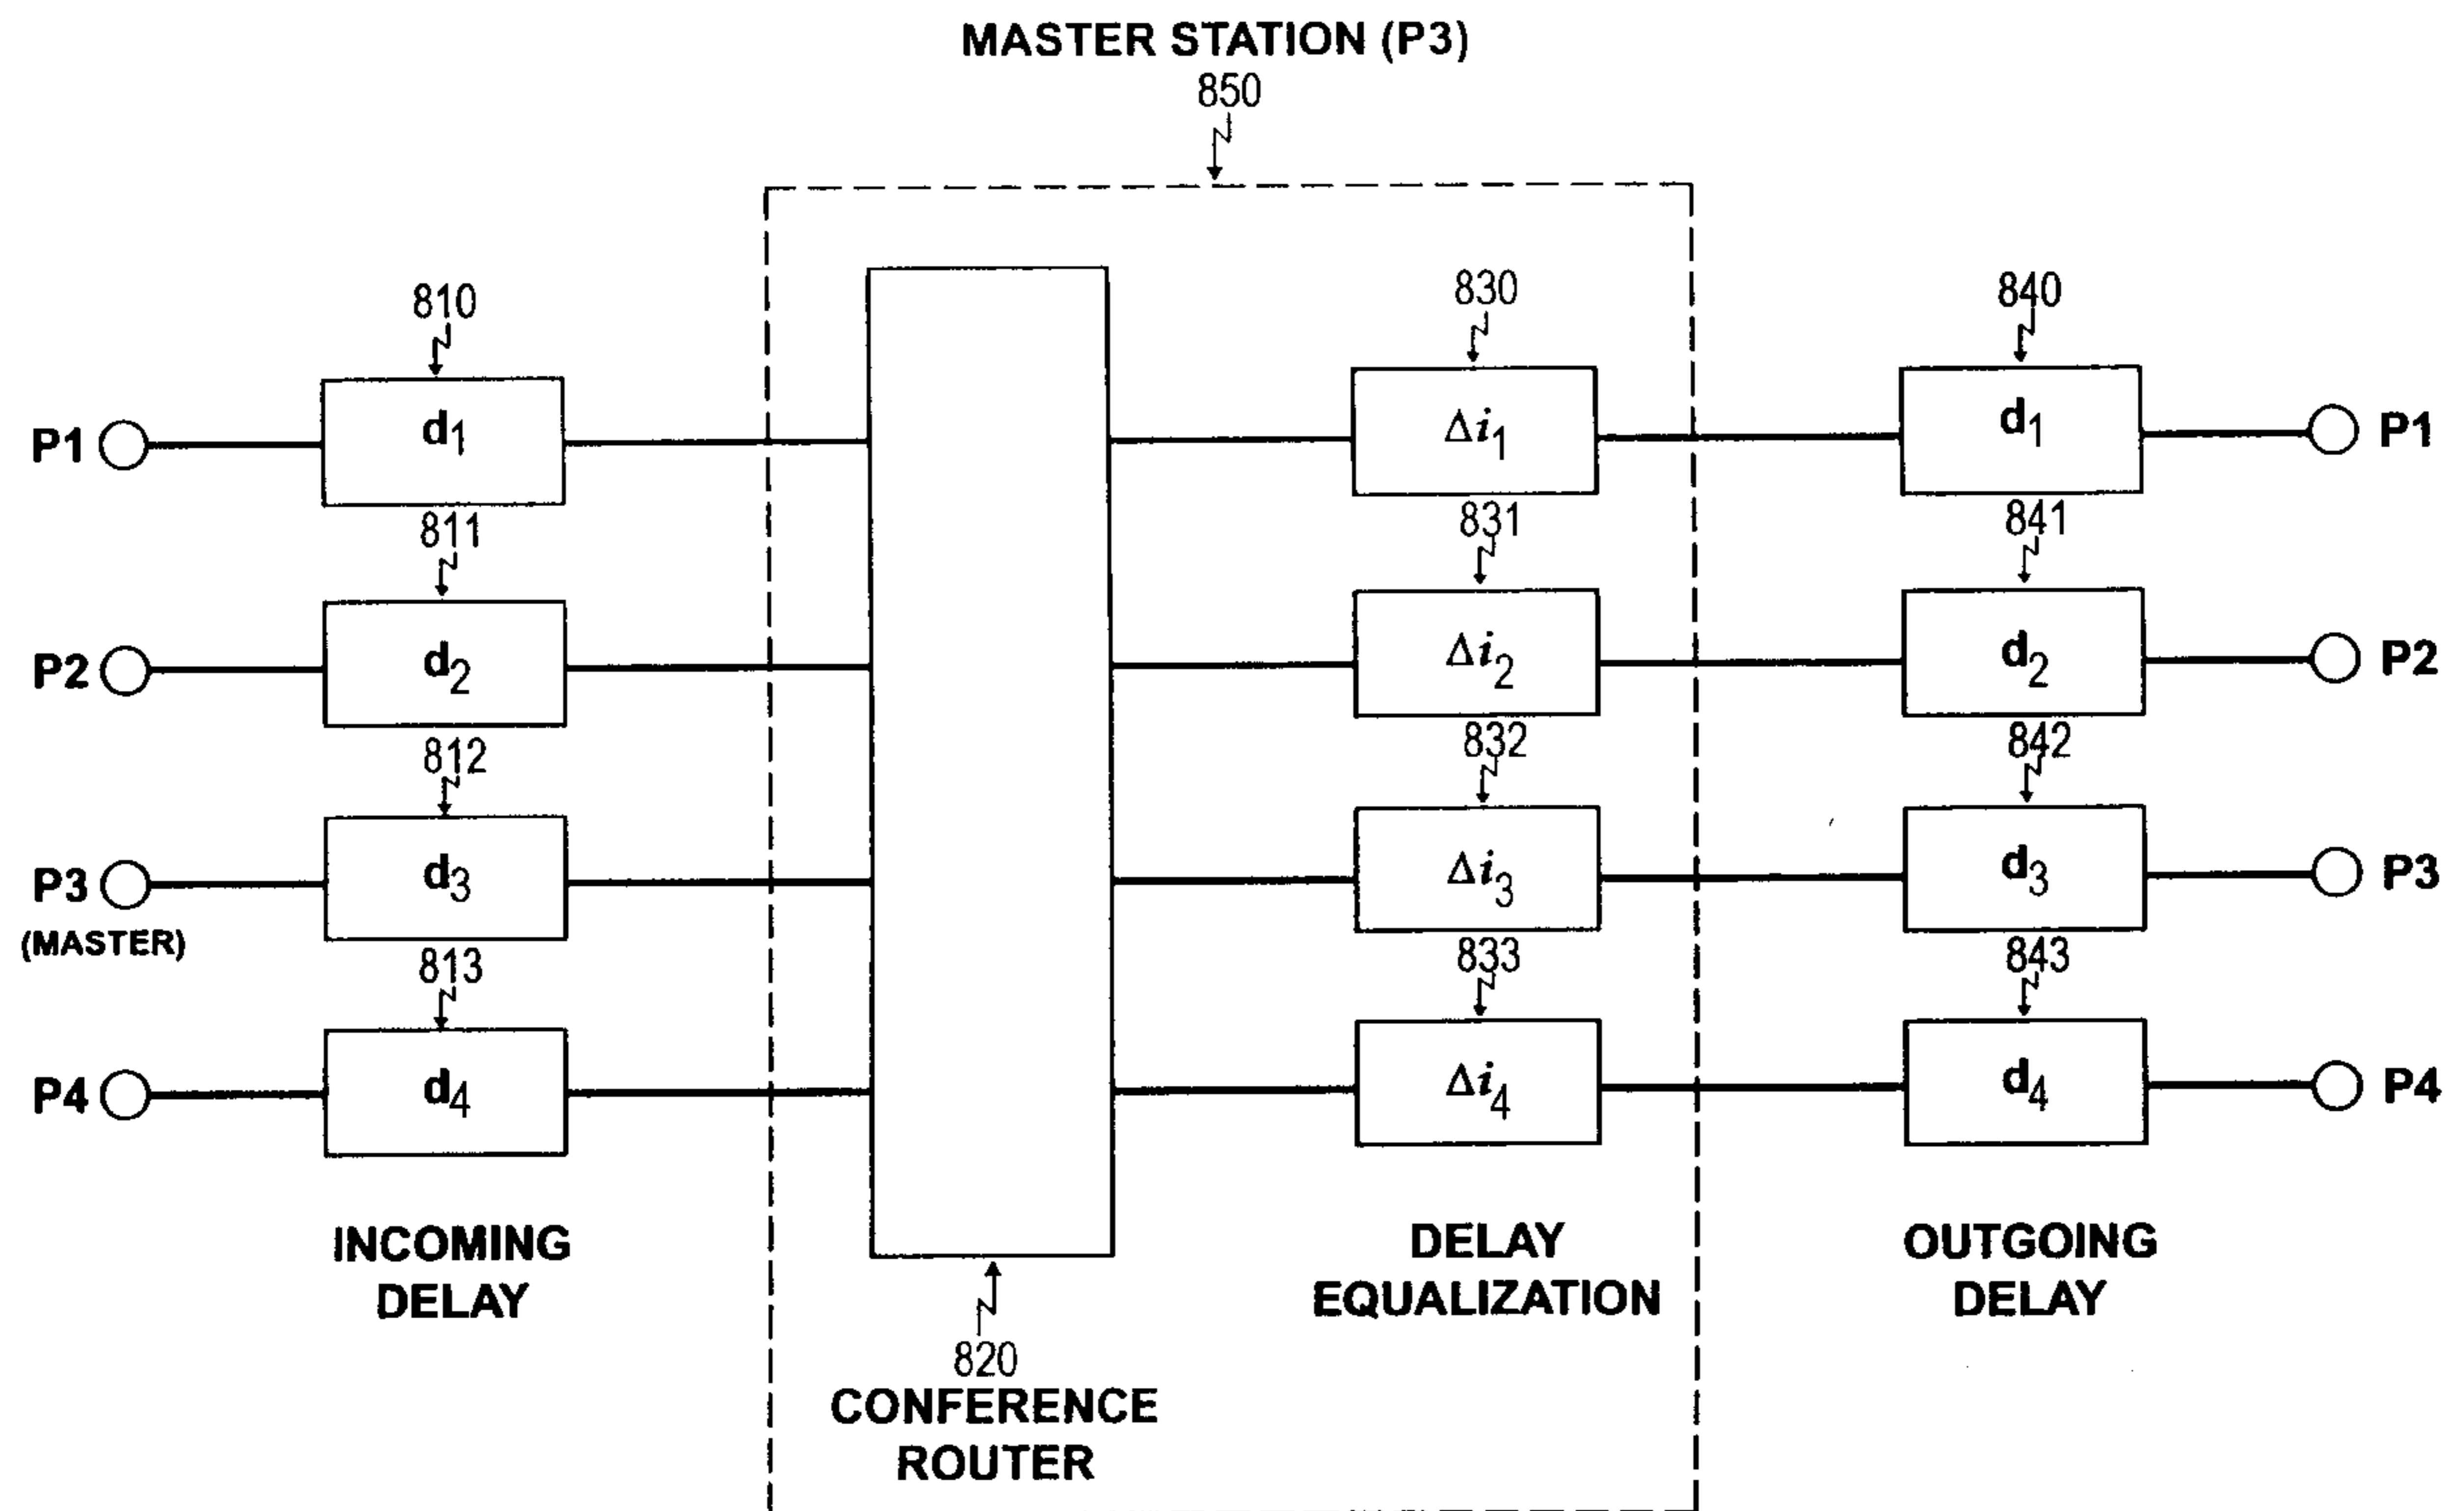 MASTER STATION (P3)
850
810
830
840
P1
d1
Δi1
d1
P1
811
831
841
P2
d2
Δi2
d2
P2
812
832
842
P3
(MASTER)
d3
Δi3
d3
P3
813
833
843
P4
d4
Δi4
d4
P4
INCOMING
DELAY
DELAY
EQUALIZATION
OUTGOING
DELAY
820
CONFERENCE
ROUTER